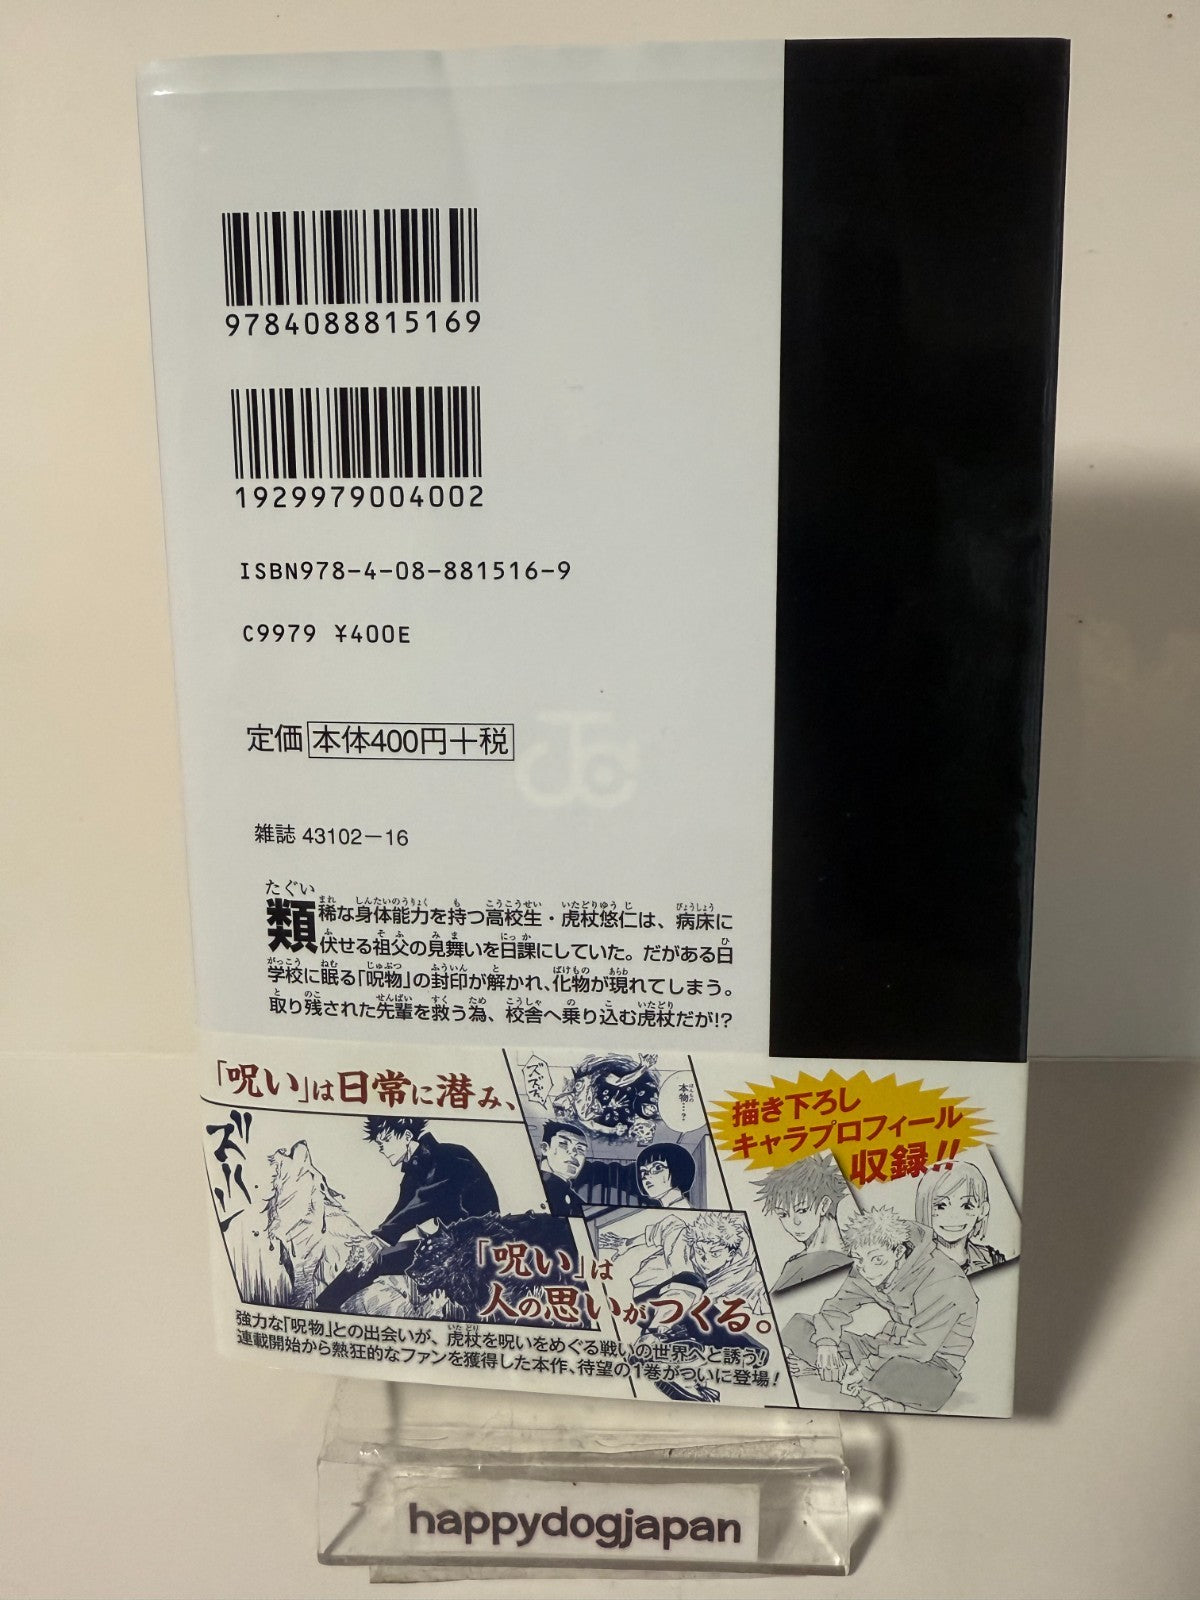 9784088815169
1929979004002
ISBN978-4-08-881516-9
C9979 ¥400E
定価 本体400円+税
雑誌 43102-16
類稀な身体能力を持つ高校生・虎杖悠仁は、病床に
伏せる祖父の見舞いを日課にしていた。だがある日
学校に眠る「呪物」の封印が解かれ、化物が現れてしまう。
取り残された先輩を救う為、校舎へ乗り込む虎杖だが!?
「呪い」は日常に潜み、
ズズズ…
本物…?
描き下ろし
キャラプロフィール
収録!!
「呪い」は
人の思いがつくる。
強力な「呪物」との出会いが、虎杖を呪いをめぐる戦いの世界へと誘う!
連載開始から熱狂的なファンを獲得した本作、待望の1巻がついに登場!
happydogjapan